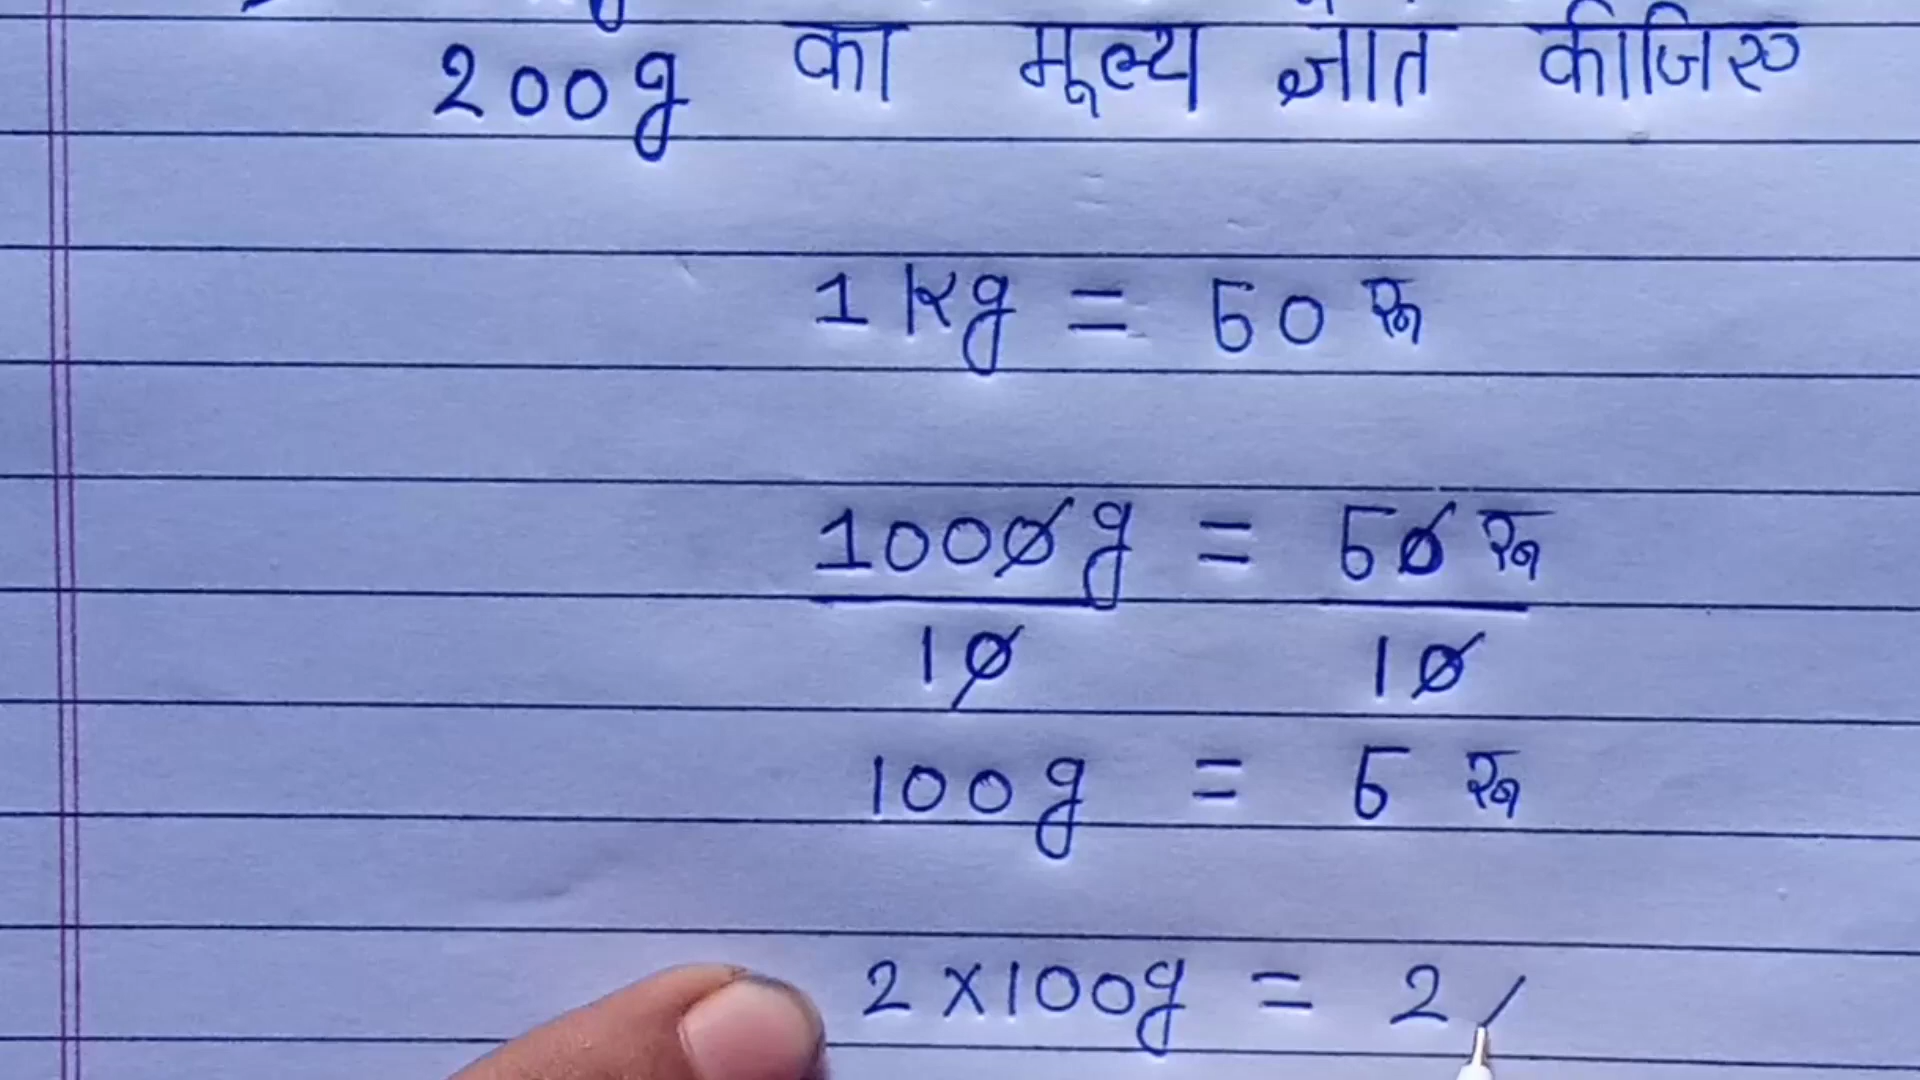 200g का मूल्य ज्ञात कीजिए
1 kg = 50 रू
1000g = 50 रू
10 10
100g = 5 रू
2 × 100g = 2